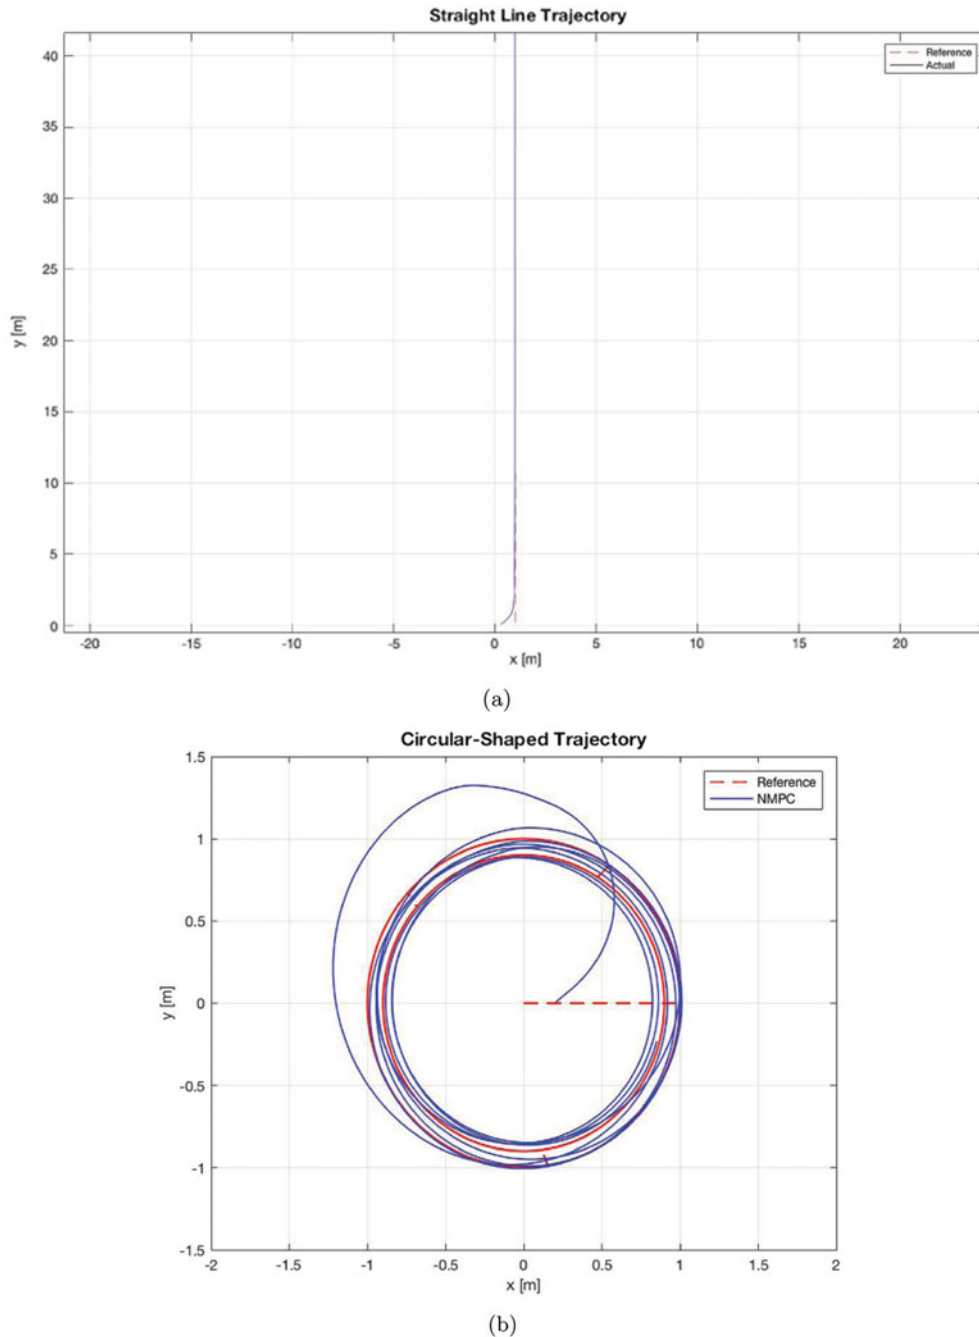 Straight Line Trajectory
Reference
Actual
40
35
30
25
20
15
10
5
0
y [m]
-20 -15 -10 -5 0 5 10 15 20
x [m]
(a)
Circular-Shaped Trajectory
Reference
NMPC
1.5
1
0.5
0
-0.5
-1
-1.5
y [m]
-2 -1.5 -1 -0.5 0 0.5 1 1.5 2
x [m]
(b)